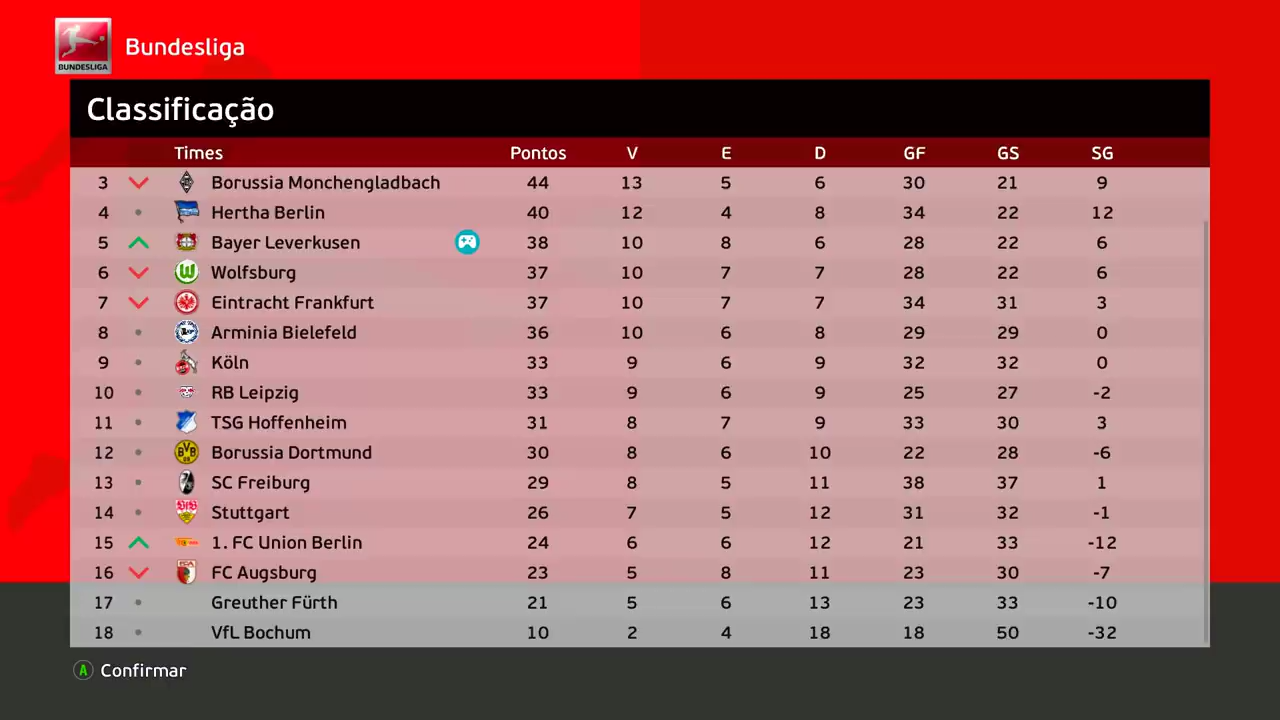 Bundesliga
BUNDESLIGA
Classificação
Times Pontos V E D GF GS SG
3 Borussia Monchengladbach 44 13 5 6 30 21 9
4 Hertha Berlin 40 12 4 8 34 22 12
5 Bayer Leverkusen 38 10 8 6 28 22 6
6 Wolfsburg 37 10 7 7 28 22 6
7 Eintracht Frankfurt 37 10 7 7 34 31 3
8 Arminia Bielefeld 36 10 6 8 29 29 0
9 Köln 33 9 6 9 32 32 0
10 RB Leipzig 33 9 6 9 25 27 -2
11 TSG Hoffenheim 31 8 7 9 33 30 3
12 Borussia Dortmund 30 8 6 10 22 28 -6
13 SC Freiburg 29 8 5 11 38 37 1
14 Stuttgart 26 7 5 12 31 32 -1
15 1. FC Union Berlin 24 6 6 12 21 33 -12
16 FC Augsburg 23 5 8 11 23 30 -7
17 Greuther Fürth 21 5 6 13 23 33 -10
18 VfL Bochum 10 2 4 18 18 50 -32
A Confirmar